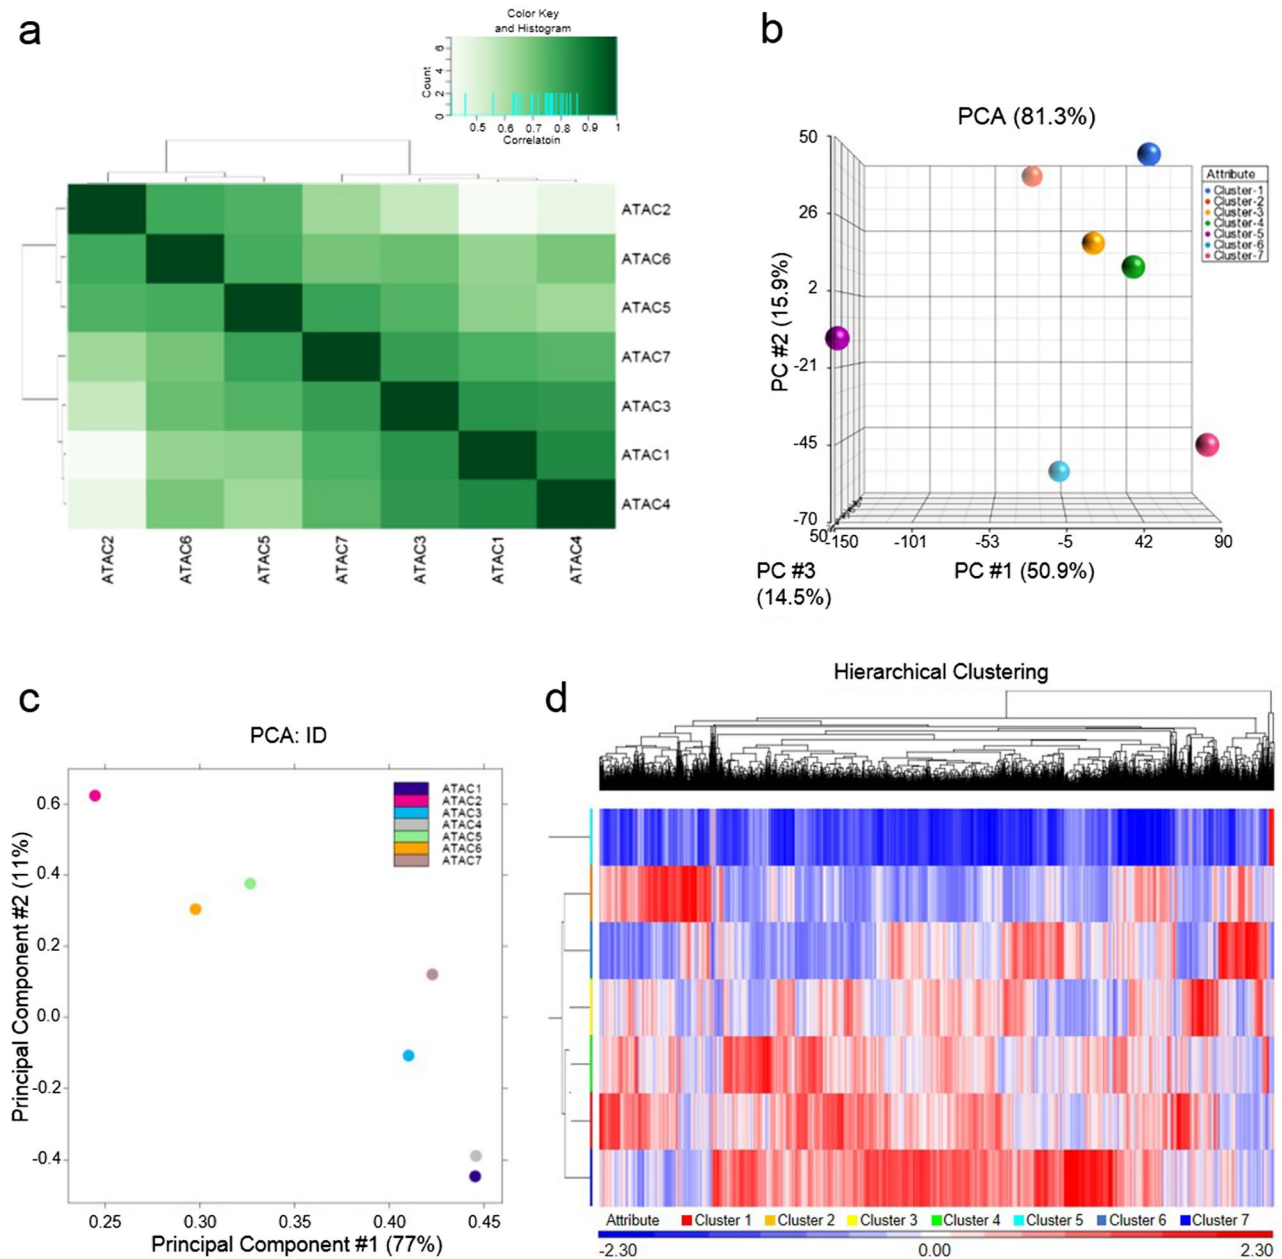 a
Color Key
and Histogram
Count
0 2 4 6
0.5 0.6 0.7 0.8 0.9 1
Correlatoin
ATAC2
ATAC6
ATAC5
ATAC7
ATAC3
ATAC1
ATAC4
ATAC2 ATAC6 ATAC5 ATAC7 ATAC3 ATAC1 ATAC4
b
PCA (81.3%)
50
26
2
-21
-45
-70
PC #2 (15.9%)
Attribute
Cluster-1
Cluster-2
Cluster-3
Cluster-4
Cluster-5
Cluster-6
Cluster-7
50
-150 -101 -53 -5 42 90
PC #3
(14.5%)
PC #1 (50.9%)
c
PCA: ID
0.6
0.4
0.2
0.0
-0.2
-0.4
Principal Component #2 (11%)
ATAC1
ATAC2
ATAC3
ATAC4
ATAC5
ATAC6
ATAC7
0.25 0.30 0.35 0.40 0.45
Principal Component #1 (77%)
d
Hierarchical Clustering
Attribute Cluster 1 Cluster 2 Cluster 3 Cluster 4 Cluster 5 Cluster 6 Cluster 7
-2.30 0.00 2.30